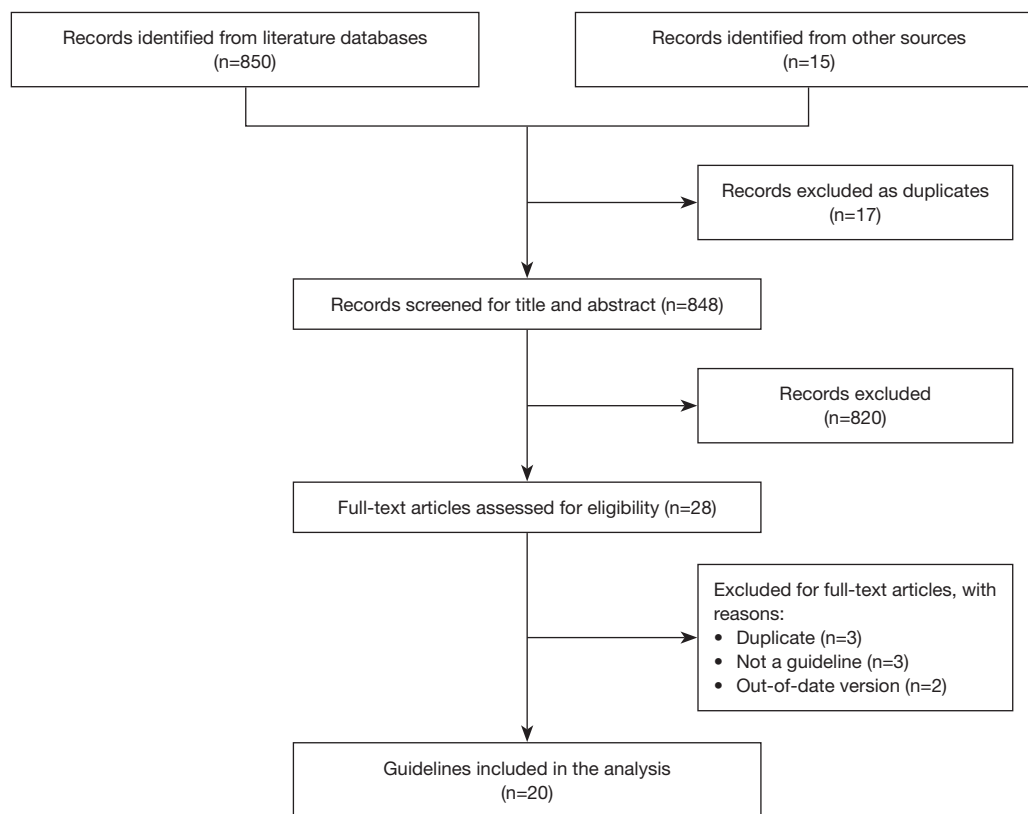 Records identified from literature databases
(n=850)
Records identified from other sources
(n=15)
Records excluded as duplicates
(n=17)
Records screened for title and abstract (n=848)
Records excluded
(n=820)
Full-text articles assessed for eligibility (n=28)
Excluded for full-text articles, with
reasons:
• Duplicate (n=3)
• Not a guideline (n=3)
• Out-of-date version (n=2)
Guidelines included in the analysis
(n=20)